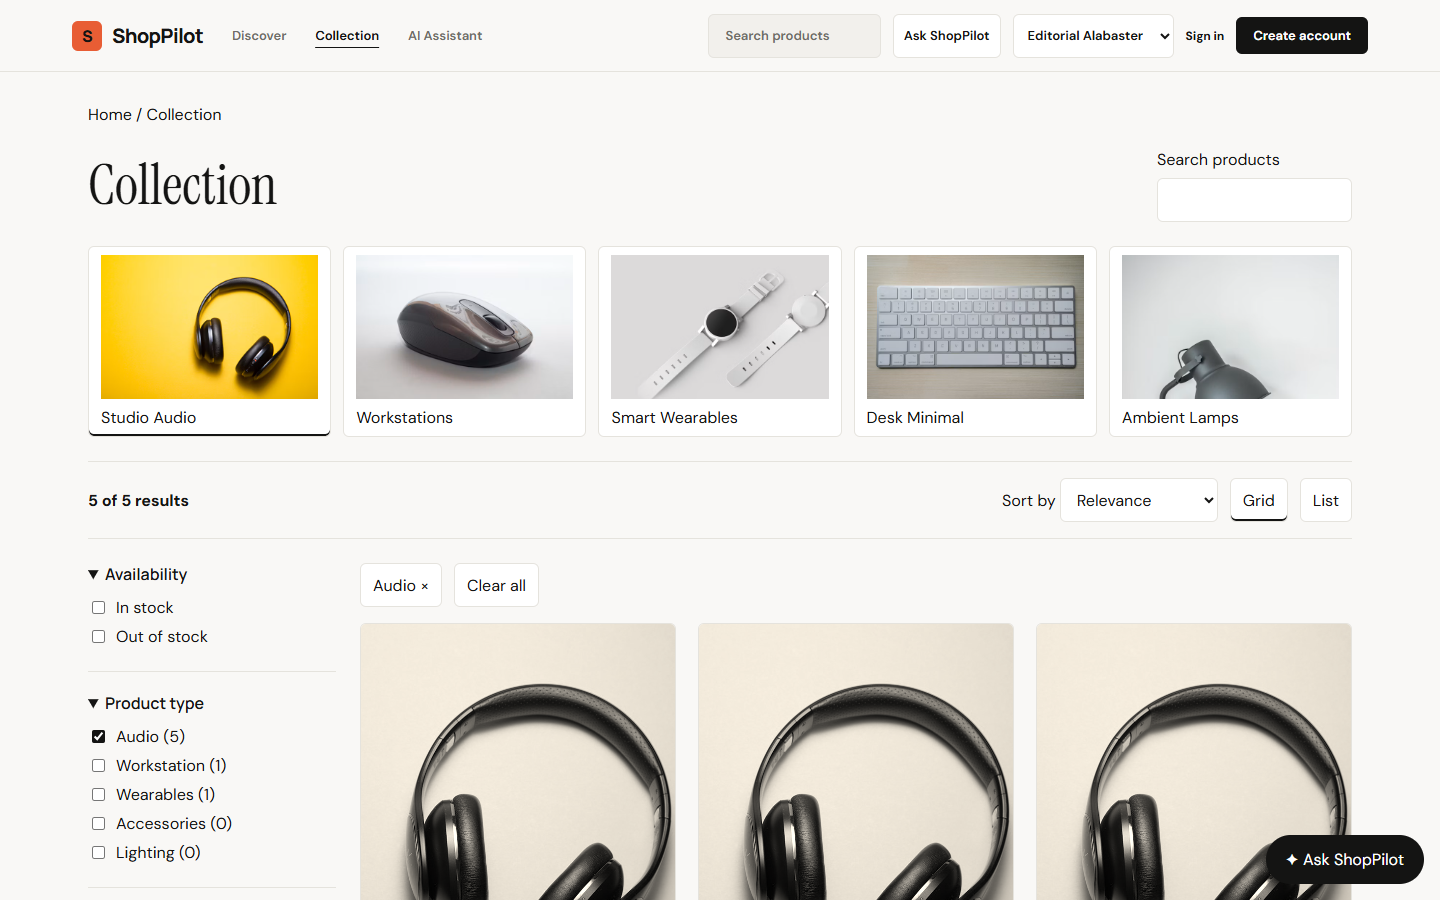 S ShopPilot Discover Collection AI Assistant Search products Ask ShopPilot Editorial Alabaster Sign in Create account
Home / Collection
Collection
Search products
Studio Audio
Workstations
Smart Wearables
Desk Minimal
Ambient Lamps
5 of 5 results
Sort by Relevance Grid List
Availability
In stock
Out of stock
Product type
Audio (5)
Workstation (1)
Wearables (1)
Accessories (0)
Lighting (0)
Audio × Clear all
✦ Ask ShopPilot